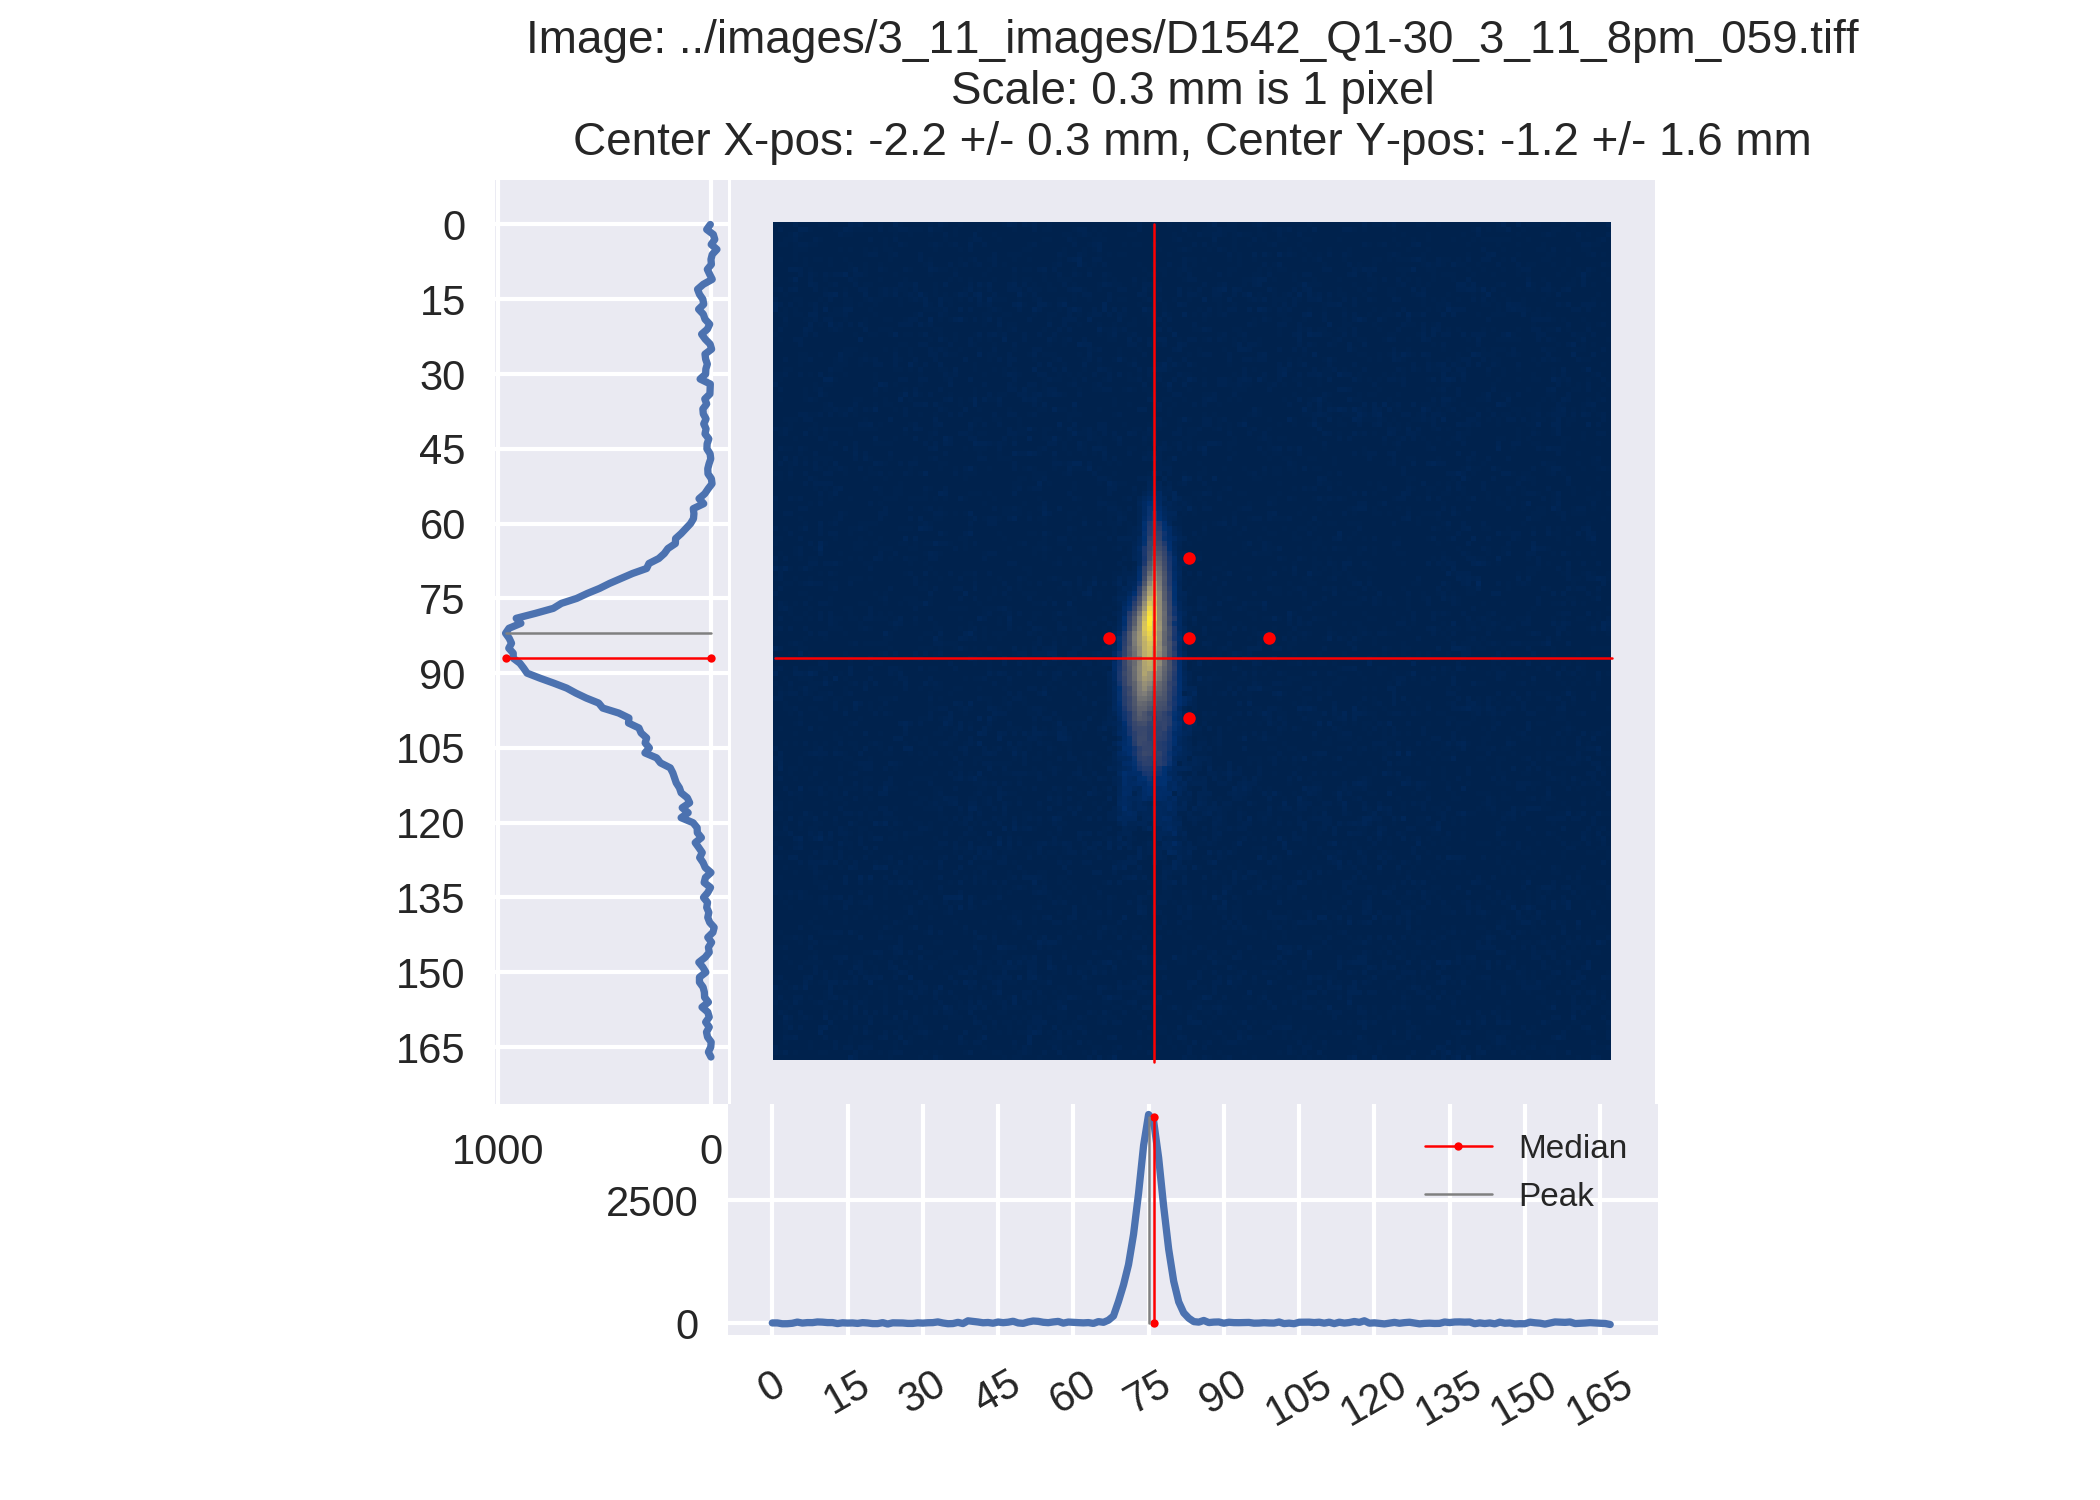 Image: ../images/3_11_images/D1542_Q1-30_3_11_8pm_059.tiff
Scale: 0.3 mm is 1 pixel
Center X-pos: -2.2 +/- 0.3 mm, Center Y-pos: -1.2 +/- 1.6 mm
0
15
30
45
60
75
90
105
120
135
150
165
1000 0
Median
Peak
2500
0
0 15 30 45 60 75 90 105 120 135 150 165